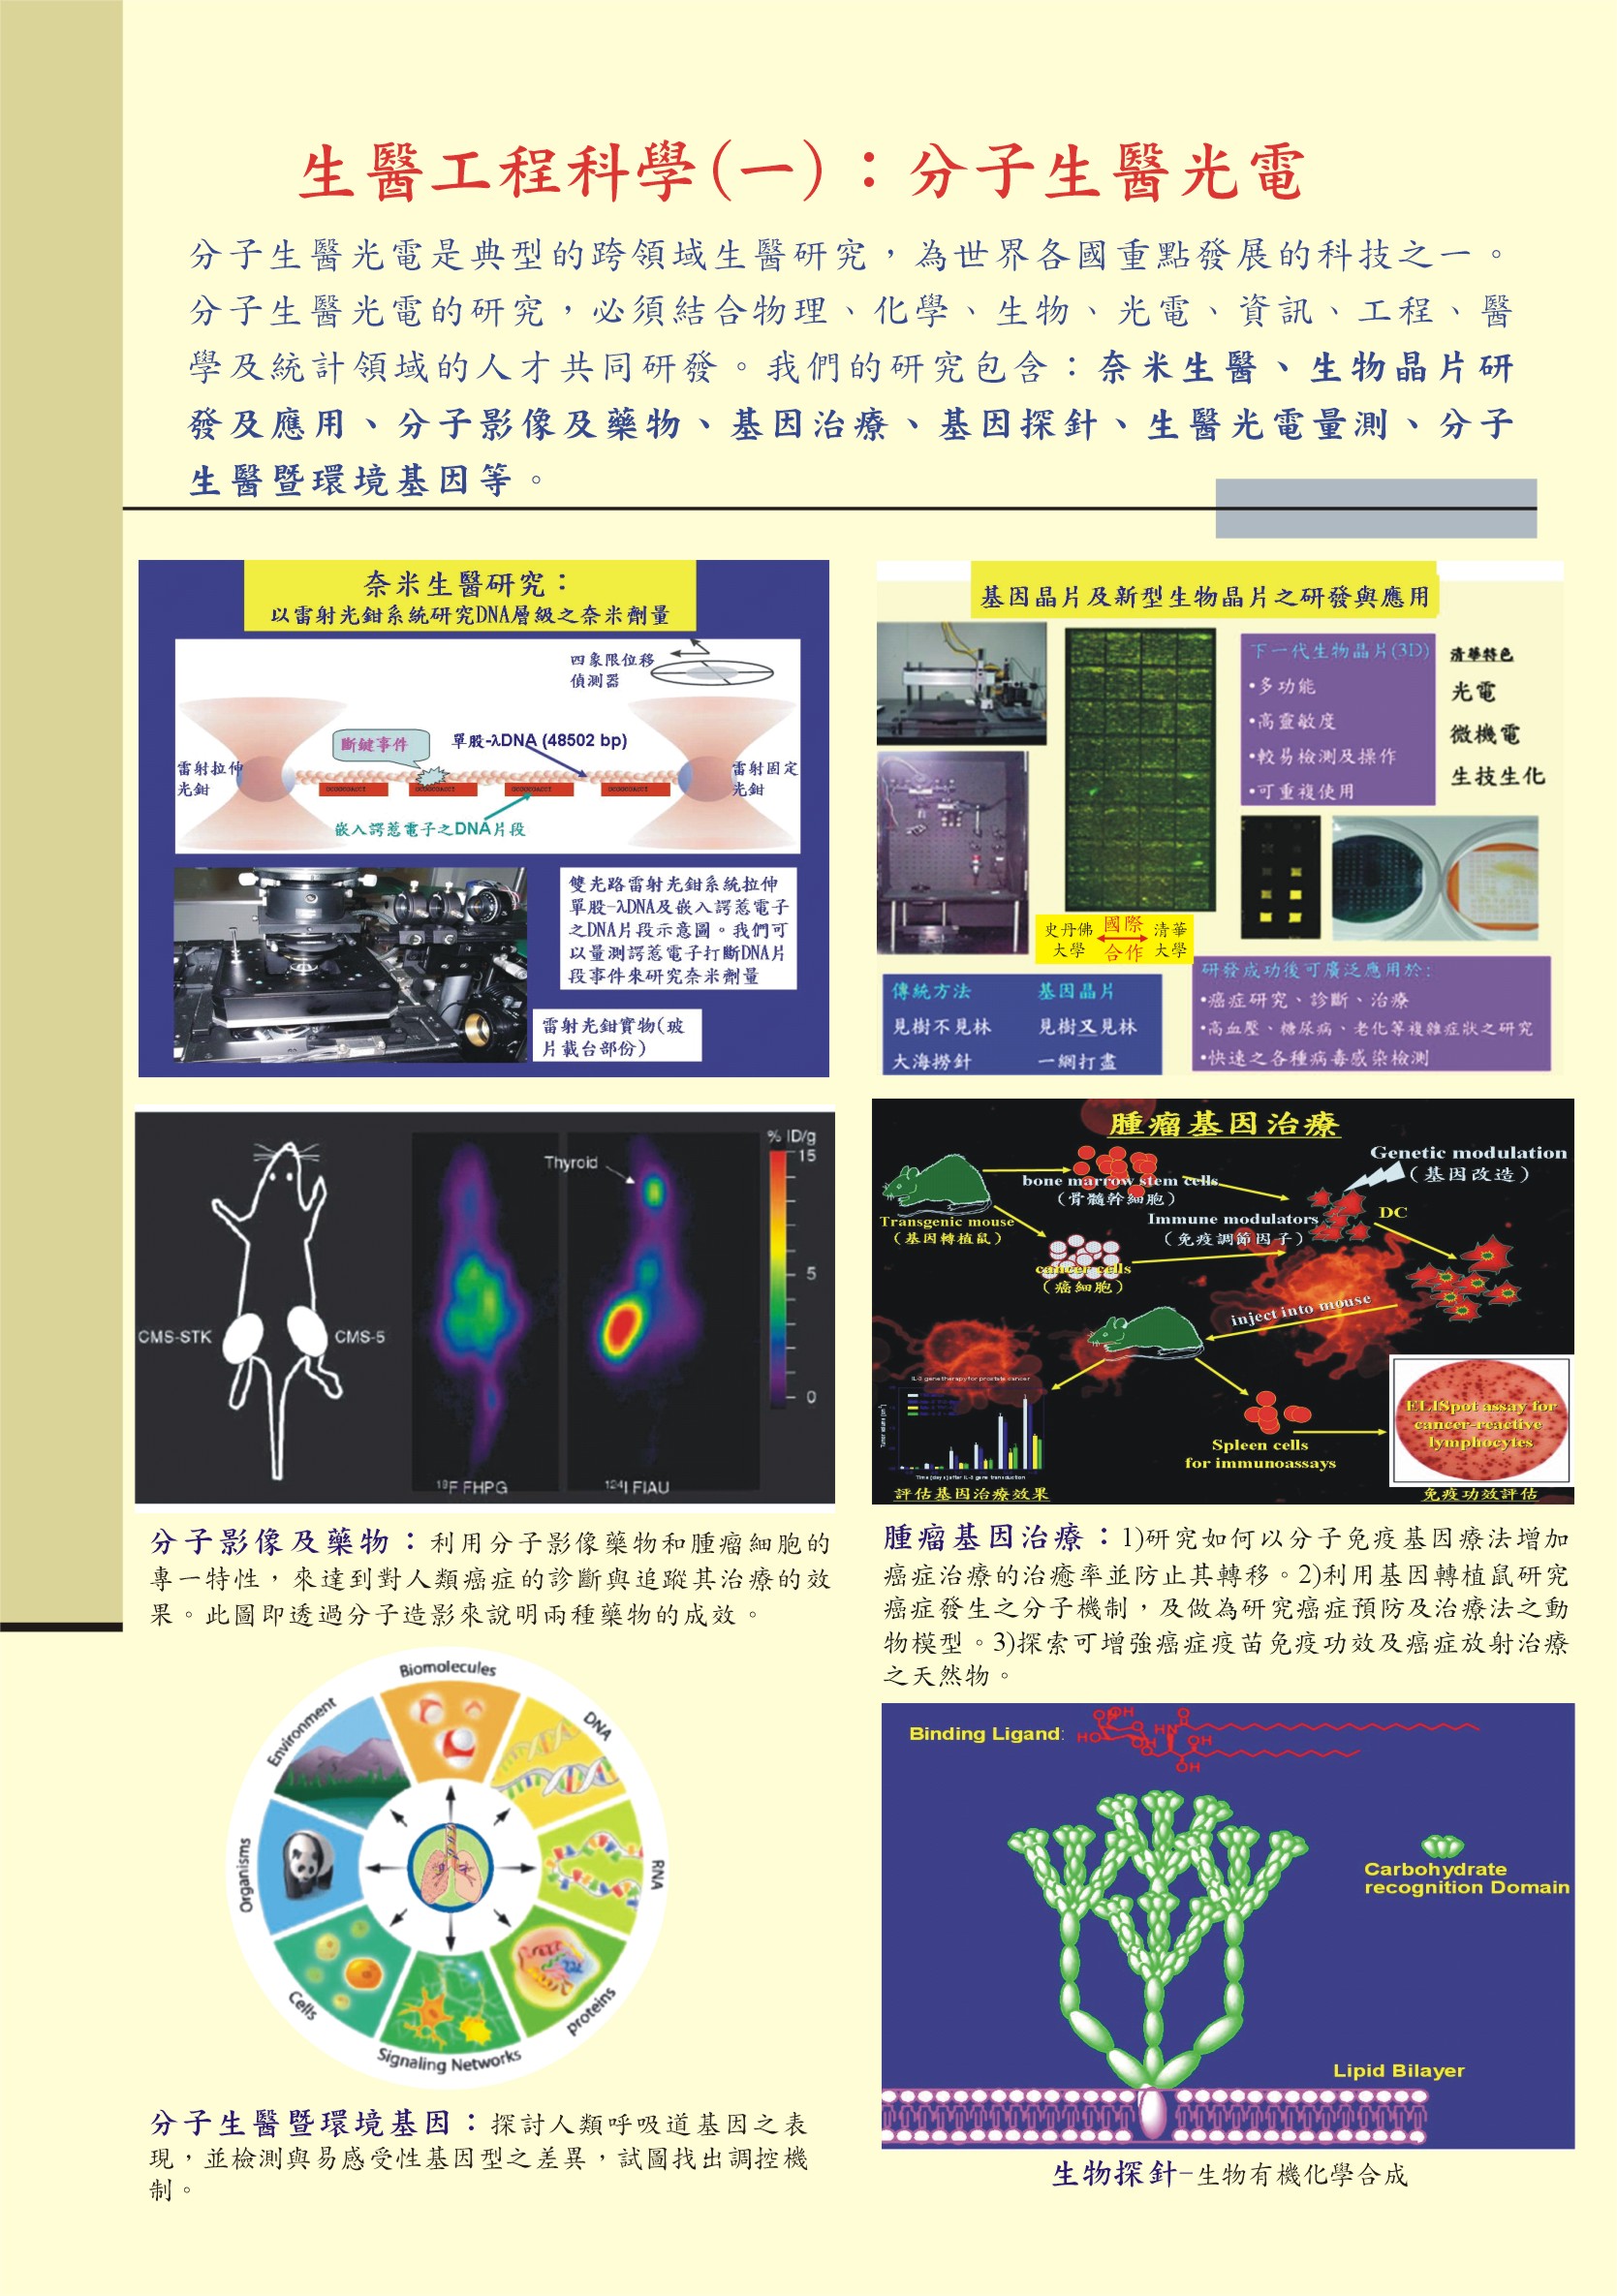 生醫工程科學(一)：分子生醫光電
分子生醫光電是典型的跨領域生醫研究，為世界各國重點發展的科技之一。
分子生醫光電的研究，必須結合物理、化學、生物、光電、資訊、工程、醫
學及統計領域的人才共同研發。我們的研究包含：奈米生醫、生物晶片研
發及應用、分子影像及藥物、基因治療、基因探針、生醫光電量測、分子
生醫暨環境基因等。
奈米生醫研究：
以雷射光鉗系統研究DNA層級之奈米劑量
四象限位移
偵測器
斷鍵事件
單股-λDNA (48502 bp)
雷射拉伸
光鉗
雷射固定
光鉗
嵌入諤惹電子之DNA片段
雙光路雷射光鉗系統拉伸
單股-λDNA及嵌入諤惹電子
之DNA片段示意圖。我們可
以量測諤惹電子打斷DNA片
段事件來研究奈米劑量
雷射光鉗實物(玻
片載台部份)
基因晶片及新型生物晶片之研發與應用
下一代生物晶片(3D)
•多功能
•高靈敏度
•較易檢測及操作
•可重複使用
清華特色
光電
微機電
生技生化
史丹佛
大學
國際
合作
清華
大學
傳統方法 基因晶片
見樹不見林 見樹又見林
大海撈針 一網打盡
研發成功後可廣泛應用於:
•癌症研究、診斷、治療
•高血壓、糖尿病、老化等複雜症狀之研究
•快速之各種病毒感染檢測
% ID/g
15
5
0
Thyroid
CMS-STK
CMS-5
18F FHPG
124I FIAU
分子影像及藥物：利用分子影像藥物和腫瘤細胞的
專一特性，來達到對人類癌症的診斷與追蹤其治療的效
果。此圖即透過分子造影來說明兩種藥物的成效。
腫瘤基因治療
Genetic modulation
（基因改造）
bone marrow stem cells
（骨髓幹細胞）
Transgenic mouse
（基因轉植鼠）
Immune modulators
（免疫調節因子）
DC
cancer cells
（癌細胞）
inject into mouse
IL-3 gene therapy for prostate cancer
Spleen cells
for immunoassays
ELISpot assay for
cancer-reactive
lymphocytes
評估基因治療效果
免疫功效評估
腫瘤基因治療：1)研究如何以分子免疫基因療法增加
癌症治療的治癒率並防止其轉移。2)利用基因轉植鼠研究
癌症發生之分子機制，及做為研究癌症預防及治療法之動
物模型。3)探索可增強癌症疫苗免疫功效及癌症放射治療
之天然物。
Biomolecules
DNA
RNA
proteins
Signaling Networks
Cells
Organisms
Environment
分子生醫暨環境基因：探討人類呼吸道基因之表
現，並檢測與易感受性基因型之差異，試圖找出調控機
制。
Binding Ligand:
Carbohydrate
recognition Domain
Lipid Bilayer
生物探針-生物有機化學合成